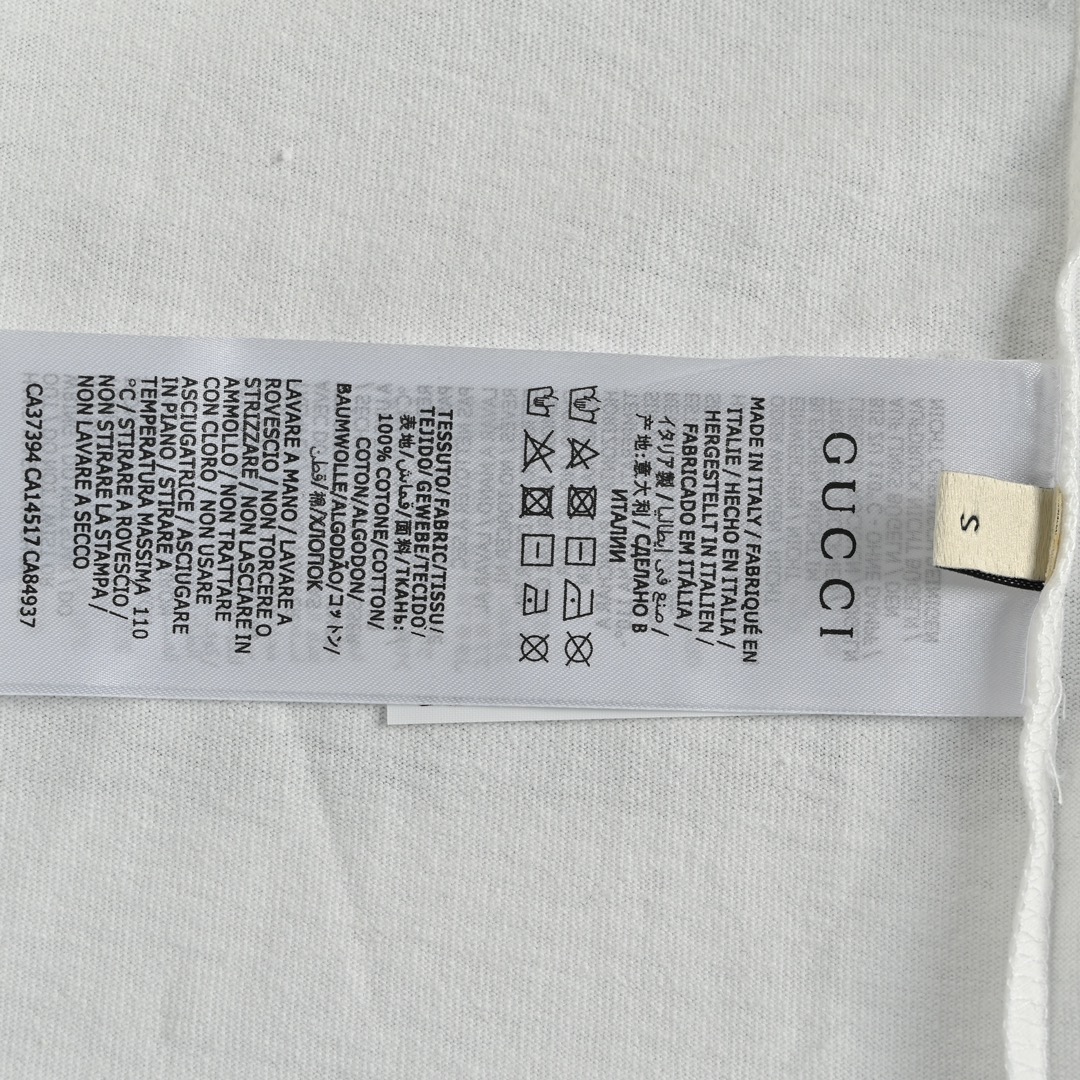 S
GUCCI
MADE IN ITALY / FABRIQUÉ EN
ITALIE / HECHO EN ITALIA /
HERGESTELLT IN ITALIEN /
FABRICADO EM ITÁLIA /
イタリア製 / صنع في إيطاليا /
产地:意大利 / СДЕЛАНО В
ИТАЛИИ
TESSUTO/FABRIC/TISSU/
TEJIDO/GEWEBE/TECIDO/
表地/قماش/面料/ТКАНЬ:
100% COTONE/COTTON/
COTON/ALGODON/
BAUMWOLLE/ALGODÃO/コットン/
قطن/棉/ХЛОПОК
LAVARE A MANO / LAVARE A
ROVESCIO / NON TORCERE O
STRIZZARE / NON LASCIARE IN
AMMOLLO / NON TRATTARE
CON CLORO / NON USARE
ASCIUGATRICE / ASCIUGARE
IN PIANO / STIRARE A
TEMPERATURA MASSIMA 110
°C / STIRARE A ROVESCIO /
NON STIRARE LA STAMPA /
NON LAVARE A SECCO
CA37394 CA14517 CA84937